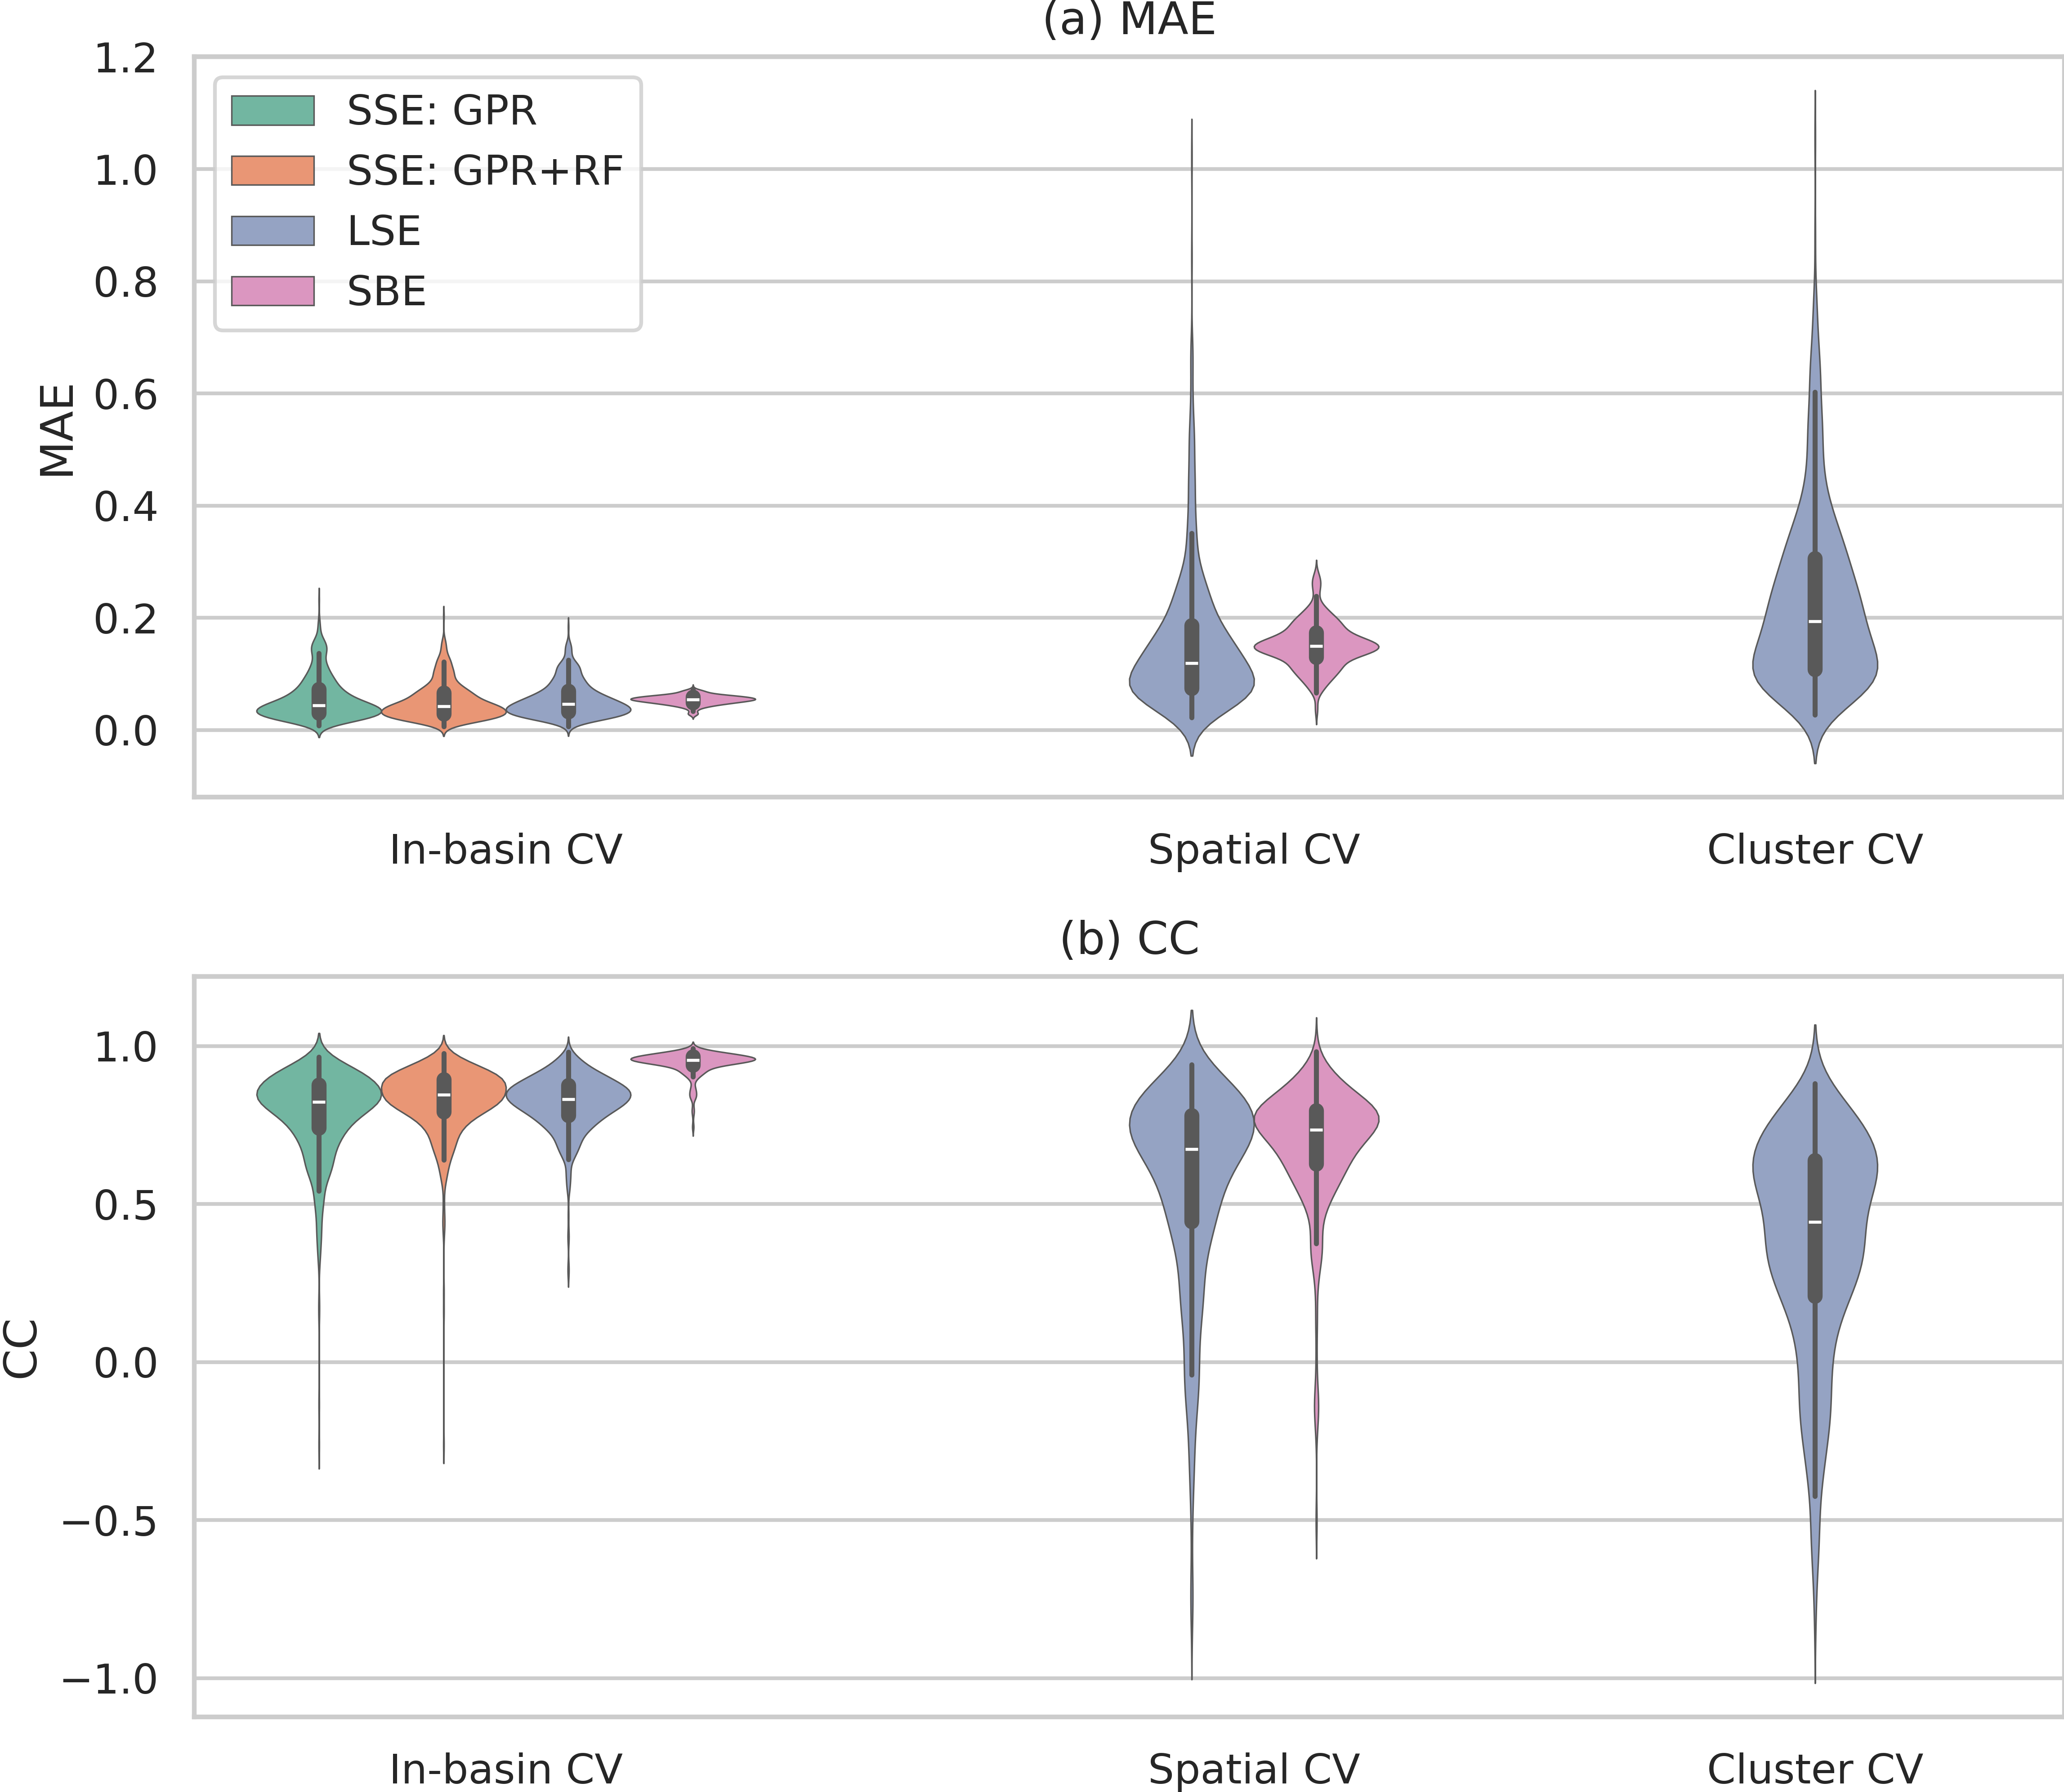 (a) MAE
1.2
1.0
0.8
0.6
0.4
0.2
0.0
MAE
SSE: GPR
SSE: GPR+RF
LSE
SBE
In-basin CV
Spatial CV
Cluster CV
(b) CC
1.0
0.5
0.0
−0.5
−1.0
CC
In-basin CV
Spatial CV
Cluster CV